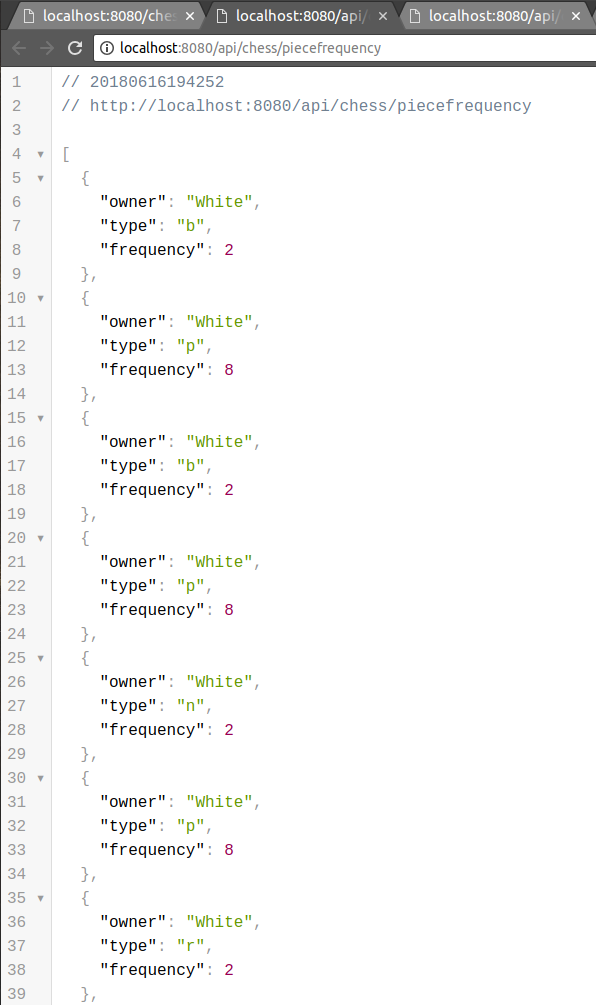 localhost:8080/che
localhost:8080/api/
localhost:8080/api/
localhost:8080/api/chess/piecefrequency
1 // 20180616194252
2 // http://localhost:8080/api/chess/piecefrequency
3
4 [
5 {
6 "owner": "White",
7 "type": "b",
8 "frequency": 2
9 },
10 {
11 "owner": "White",
12 "type": "p",
13 "frequency": 8
14 },
15 {
16 "owner": "White",
17 "type": "b",
18 "frequency": 2
19 },
20 {
21 "owner": "White",
22 "type": "p",
23 "frequency": 8
24 },
25 {
26 "owner": "White",
27 "type": "n",
28 "frequency": 2
29 },
30 {
31 "owner": "White",
32 "type": "p",
33 "frequency": 8
34 },
35 {
36 "owner": "White",
37 "type": "r",
38 "frequency": 2
39 },